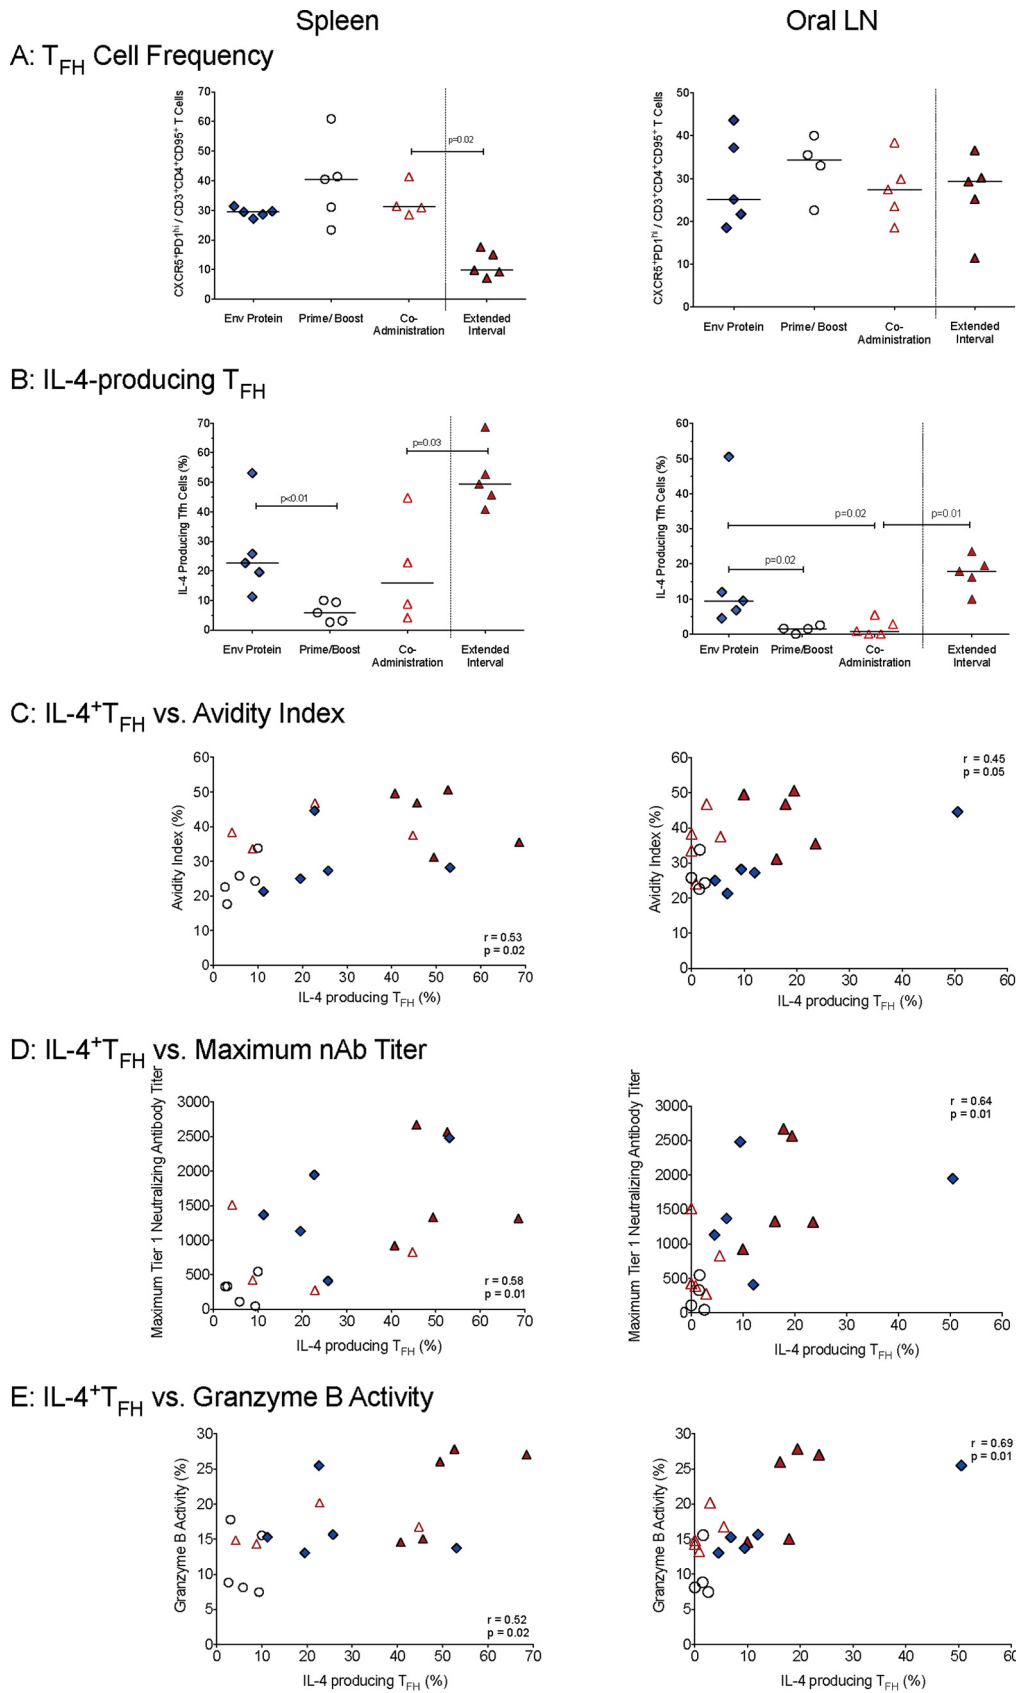 Spleen
Oral LN
A: TFH Cell Frequency
CXCR5+PD1hi / CD3+CD4+CD95+ T Cells
70
60
50
40
30
20
10
0
p=0.02
Env Protein
Prime/ Boost
Co-
Administration
Extended
Interval
CXCR5+PD1hi / CD3+CD4+CD95+ T Cells
50
40
30
20
10
0
Env Protein
Prime/ Boost
Co-
Administration
Extended
Interval
B: IL-4-producing TFH
IL-4 Producing Tfh Cells (%)
70
60
50
40
30
20
10
0
p<0.01
p=0.03
Env Protein
Prime/Boost
Co-
Administration
Extended
Interval
IL-4 Producing Tfh Cells (%)
60
50
40
30
20
10
0
p=0.02
p=0.01
p=0.02
Env Protein
Prime/Boost
Co-
Administration
Extended
Interval
C: IL-4+TFH vs. Avidity Index
Avidity Index (%)
60
50
40
30
20
10
0
r = 0.53
p = 0.02
0 10 20 30 40 50 60 70
IL-4 producing TFH (%)
Avidity Index (%)
60
50
40
30
20
10
0
r = 0.45
p = 0.05
0 10 20 30 40 50 60
IL-4 producing TFH (%)
D: IL-4+TFH vs. Maximum nAb Titer
Maximum Tier 1 Neutralizing Antibody Titer
3000
2500
2000
1500
1000
500
0
r = 0.58
p = 0.01
0 10 20 30 40 50 60 70
IL-4 producing TFH (%)
Maximum Tier 1 Neutralizing Antibody Titer
3000
2500
2000
1500
1000
500
0
r = 0.64
p = 0.01
0 10 20 30 40 50 60
IL-4 producing TFH (%)
E: IL-4+TFH vs. Granzyme B Activity
Granzyme B Activity (%)
30
25
20
15
10
5
0
r = 0.52
p = 0.02
0 10 20 30 40 50 60 70
IL-4 producing TFH (%)
Granzyme B Activity (%)
30
25
20
15
10
5
0
r = 0.69
p = 0.01
0 10 20 30 40 50 60
IL-4 producing TFH (%)